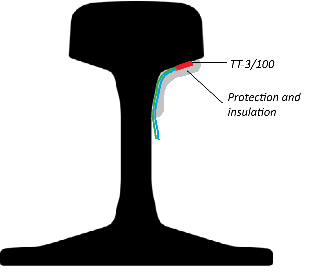 TT-3/100
Protection and
insulation